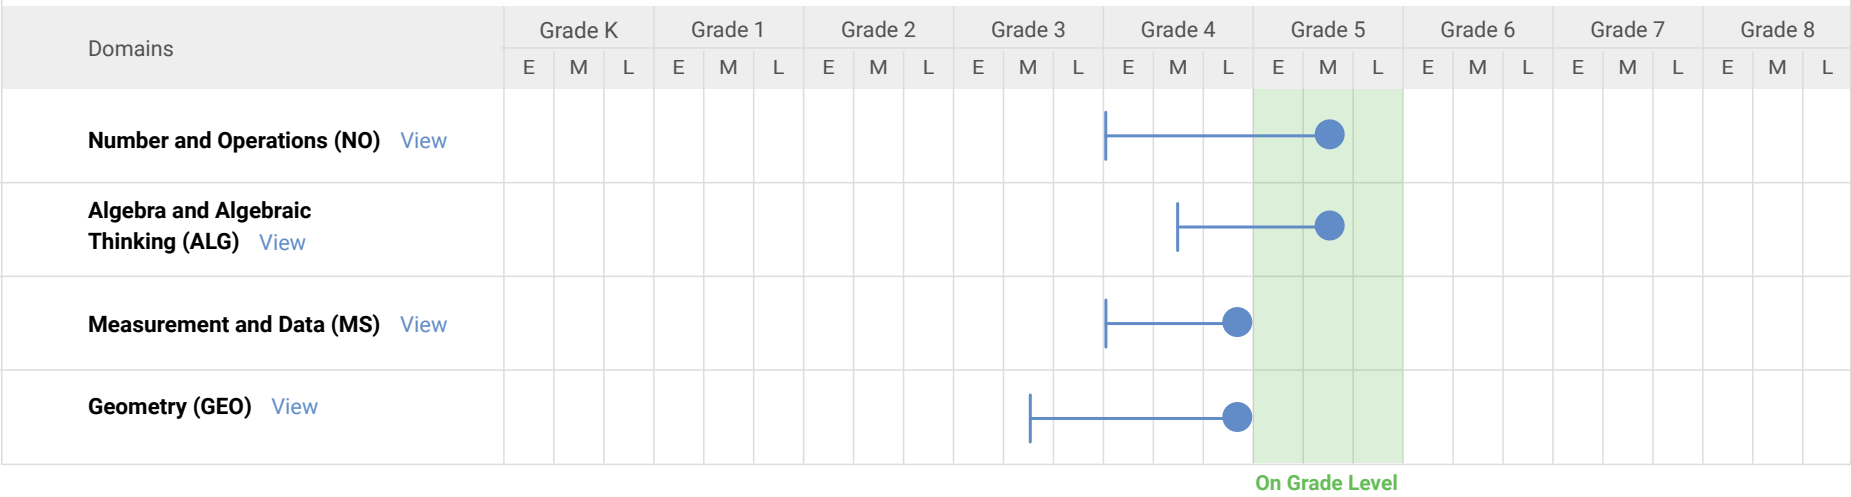 Domains
Grade K Grade 1 Grade 2 Grade 3 Grade 4 Grade 5 Grade 6 Grade 7 Grade 8
E M L E M L E M L E M L E M L E M L E M L E M L E M L
Number and Operations (NO) View
Algebra and Algebraic
Thinking (ALG) View
Measurement and Data (MS) View
Geometry (GEO) View
On Grade Level